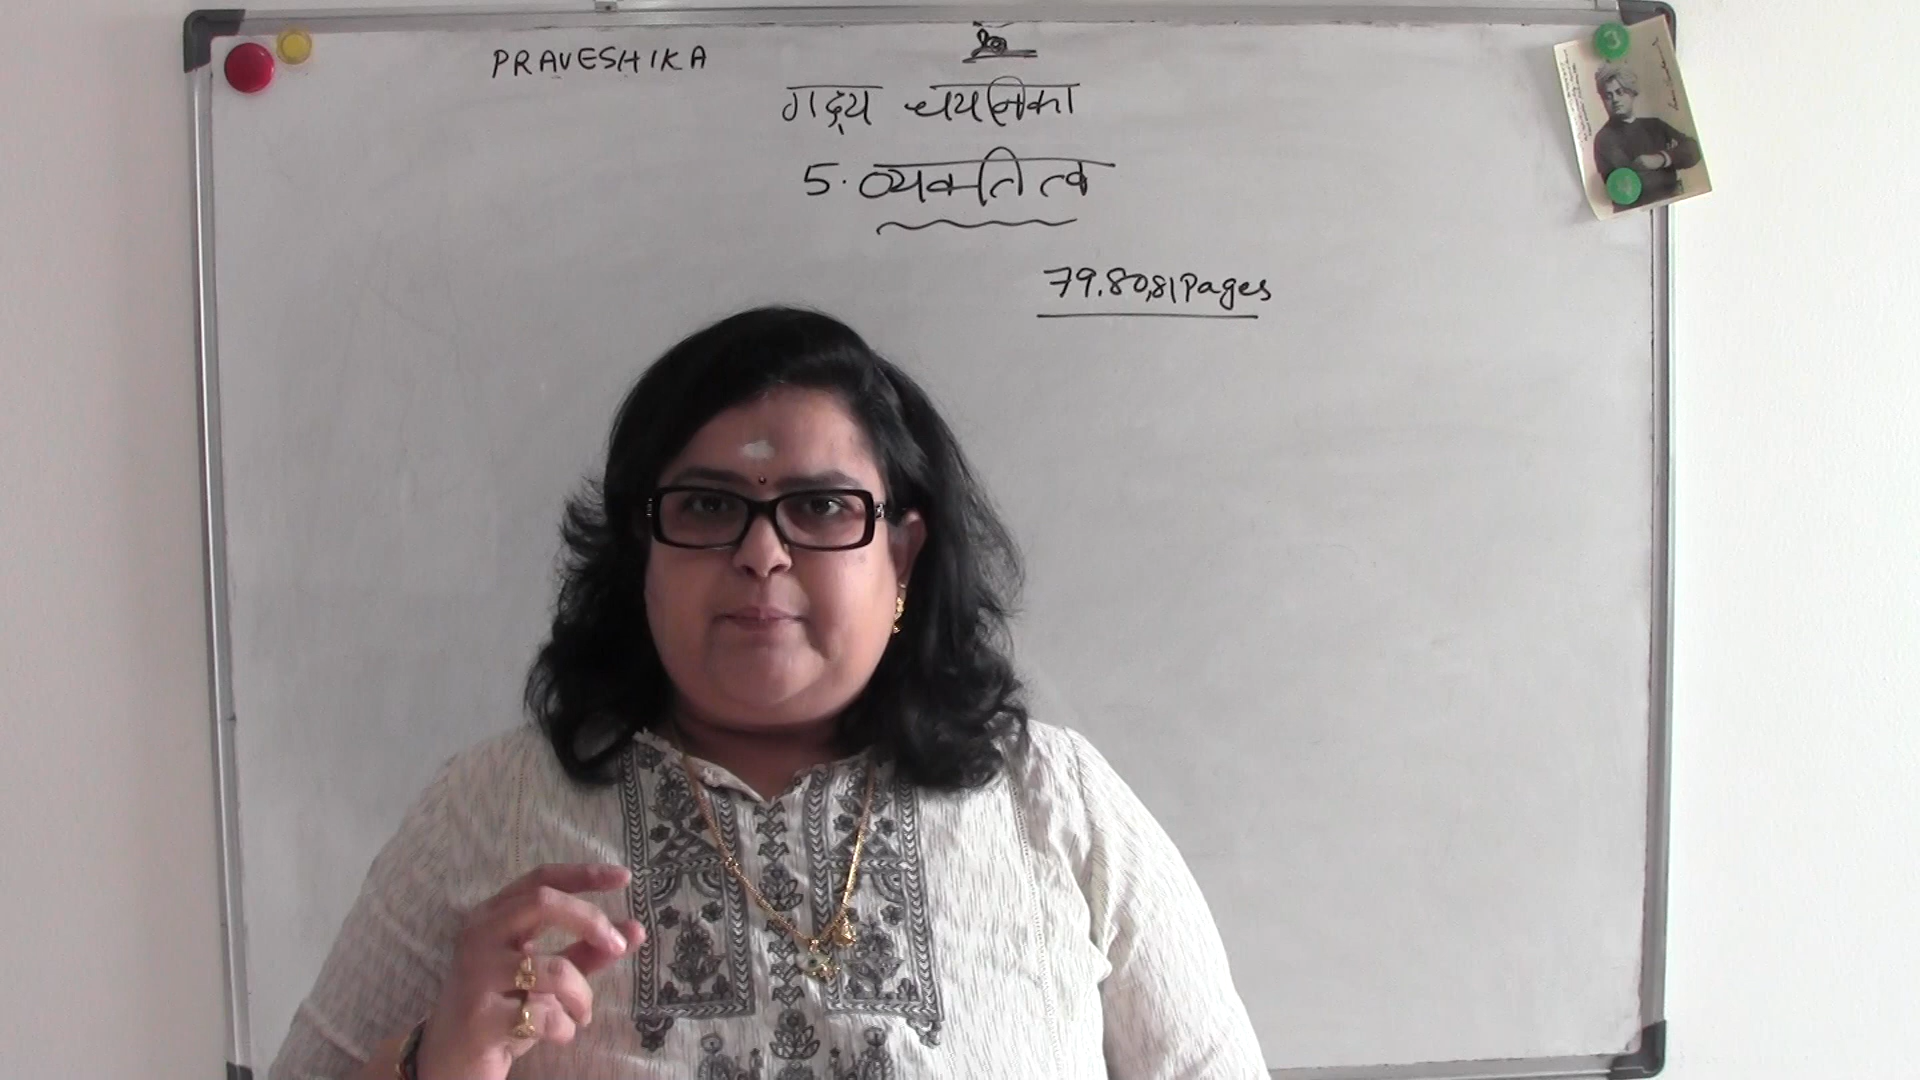 PRAVESHIKA
गद्य चयनिका
5. व्यक्तित्व
79.80,81 Pages